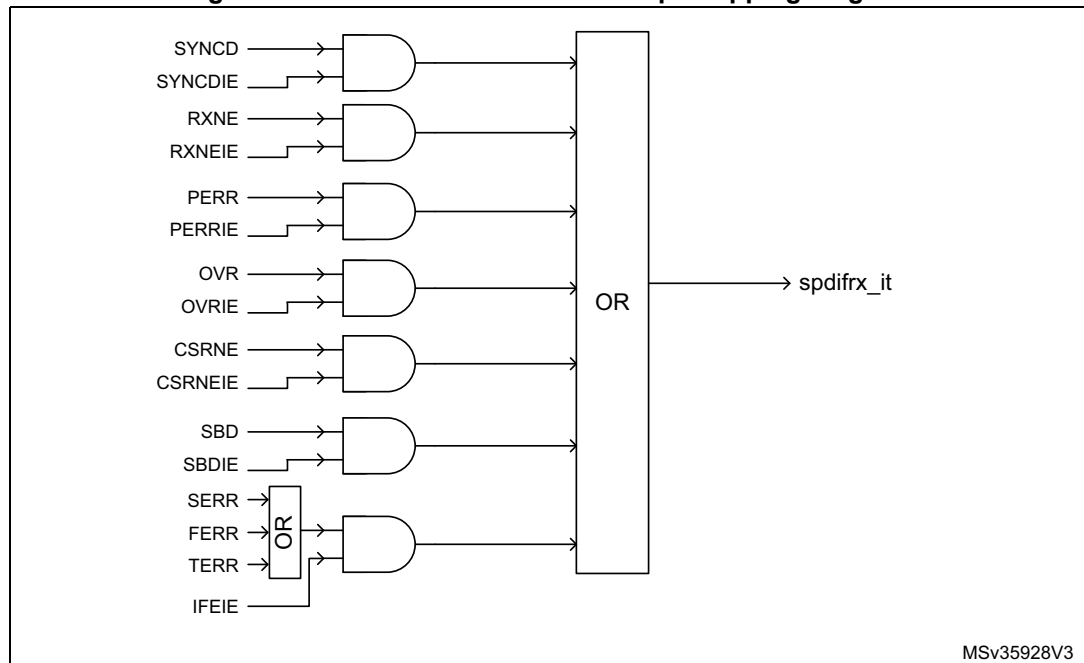 SYNCD
SYNCDIE
RXNE
RXNEIE
PERR
PERRIE
OVR
OVRIE
CSRNE
CSRNEIE
SBD
SBDIE
SERR
FERR
TERR
OR
IFEIE
OR
spdifrx_it
MSv35928V3